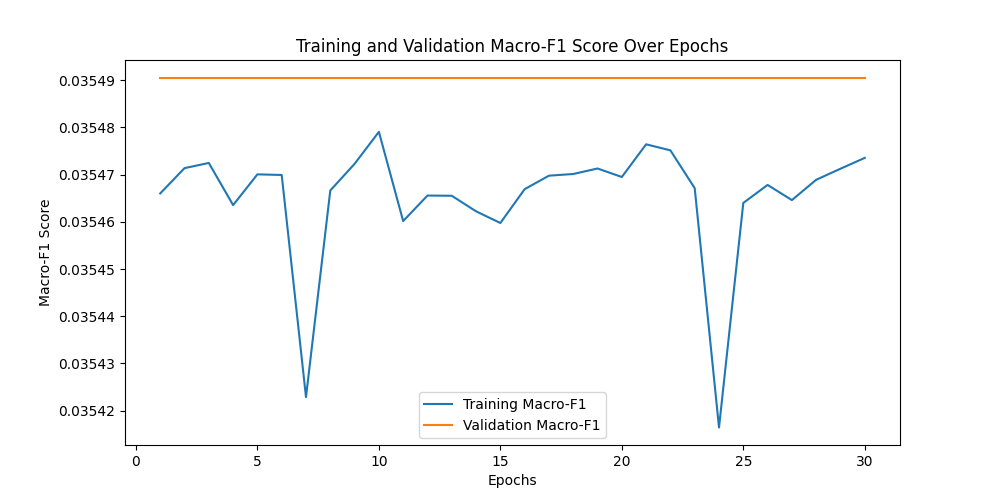 Training and Validation Macro-F1 Score Over Epochs
Macro-F1 Score
0.03549
0.03548
0.03547
0.03546
0.03545
0.03544
0.03543
0.03542
Training Macro-F1
Validation Macro-F1
0 5 10 15 20 25 30
Epochs